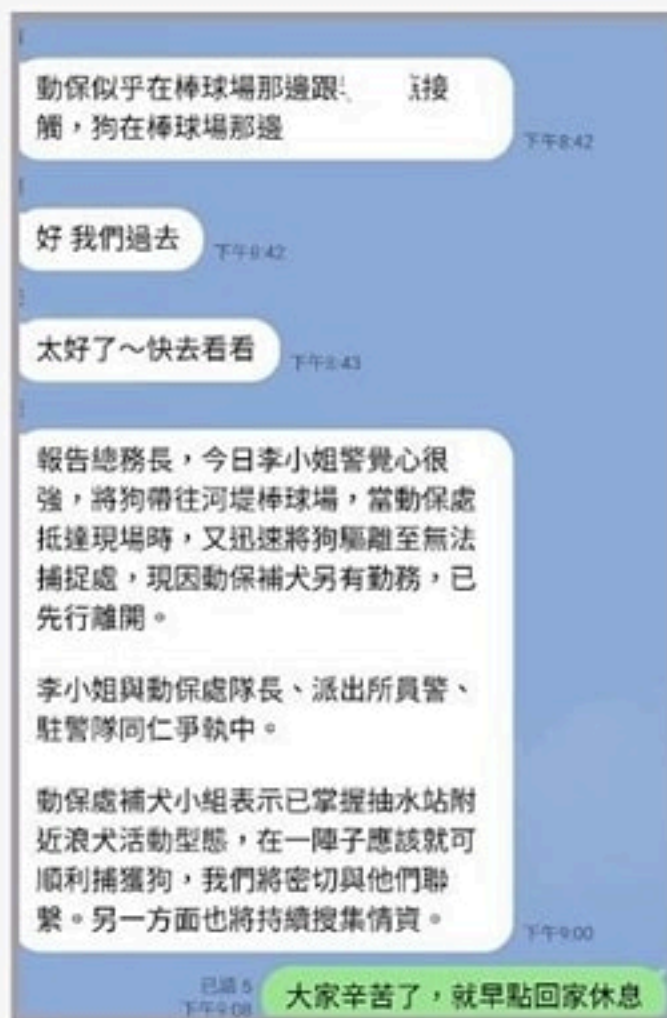 動保似乎在棒球場那邊跟 接
觸，狗在棒球場那邊
下午8:42
好 我們過去
下午8:42
太好了～快去看看
下午8:43
報告總務長，今日李小姐警覺心很
強，將狗帶往河堤棒球場，當動保處
抵達現場時，又迅速將狗驅離至無法
捕捉處，現因動保補犬另有勤務，已
先行離開。
李小姐與動保處隊長、派出所員警、
駐警隊同仁爭執中。
動保處補犬小組表示已掌握抽水站附
近浪犬活動型態，在一陣子應該就可
順利捕獲狗，我們將密切與他們聯
繫。另一方面也將持續搜集情資。
下午9:00
已讀 5
下午9:08
大家辛苦了，就早點回家休息